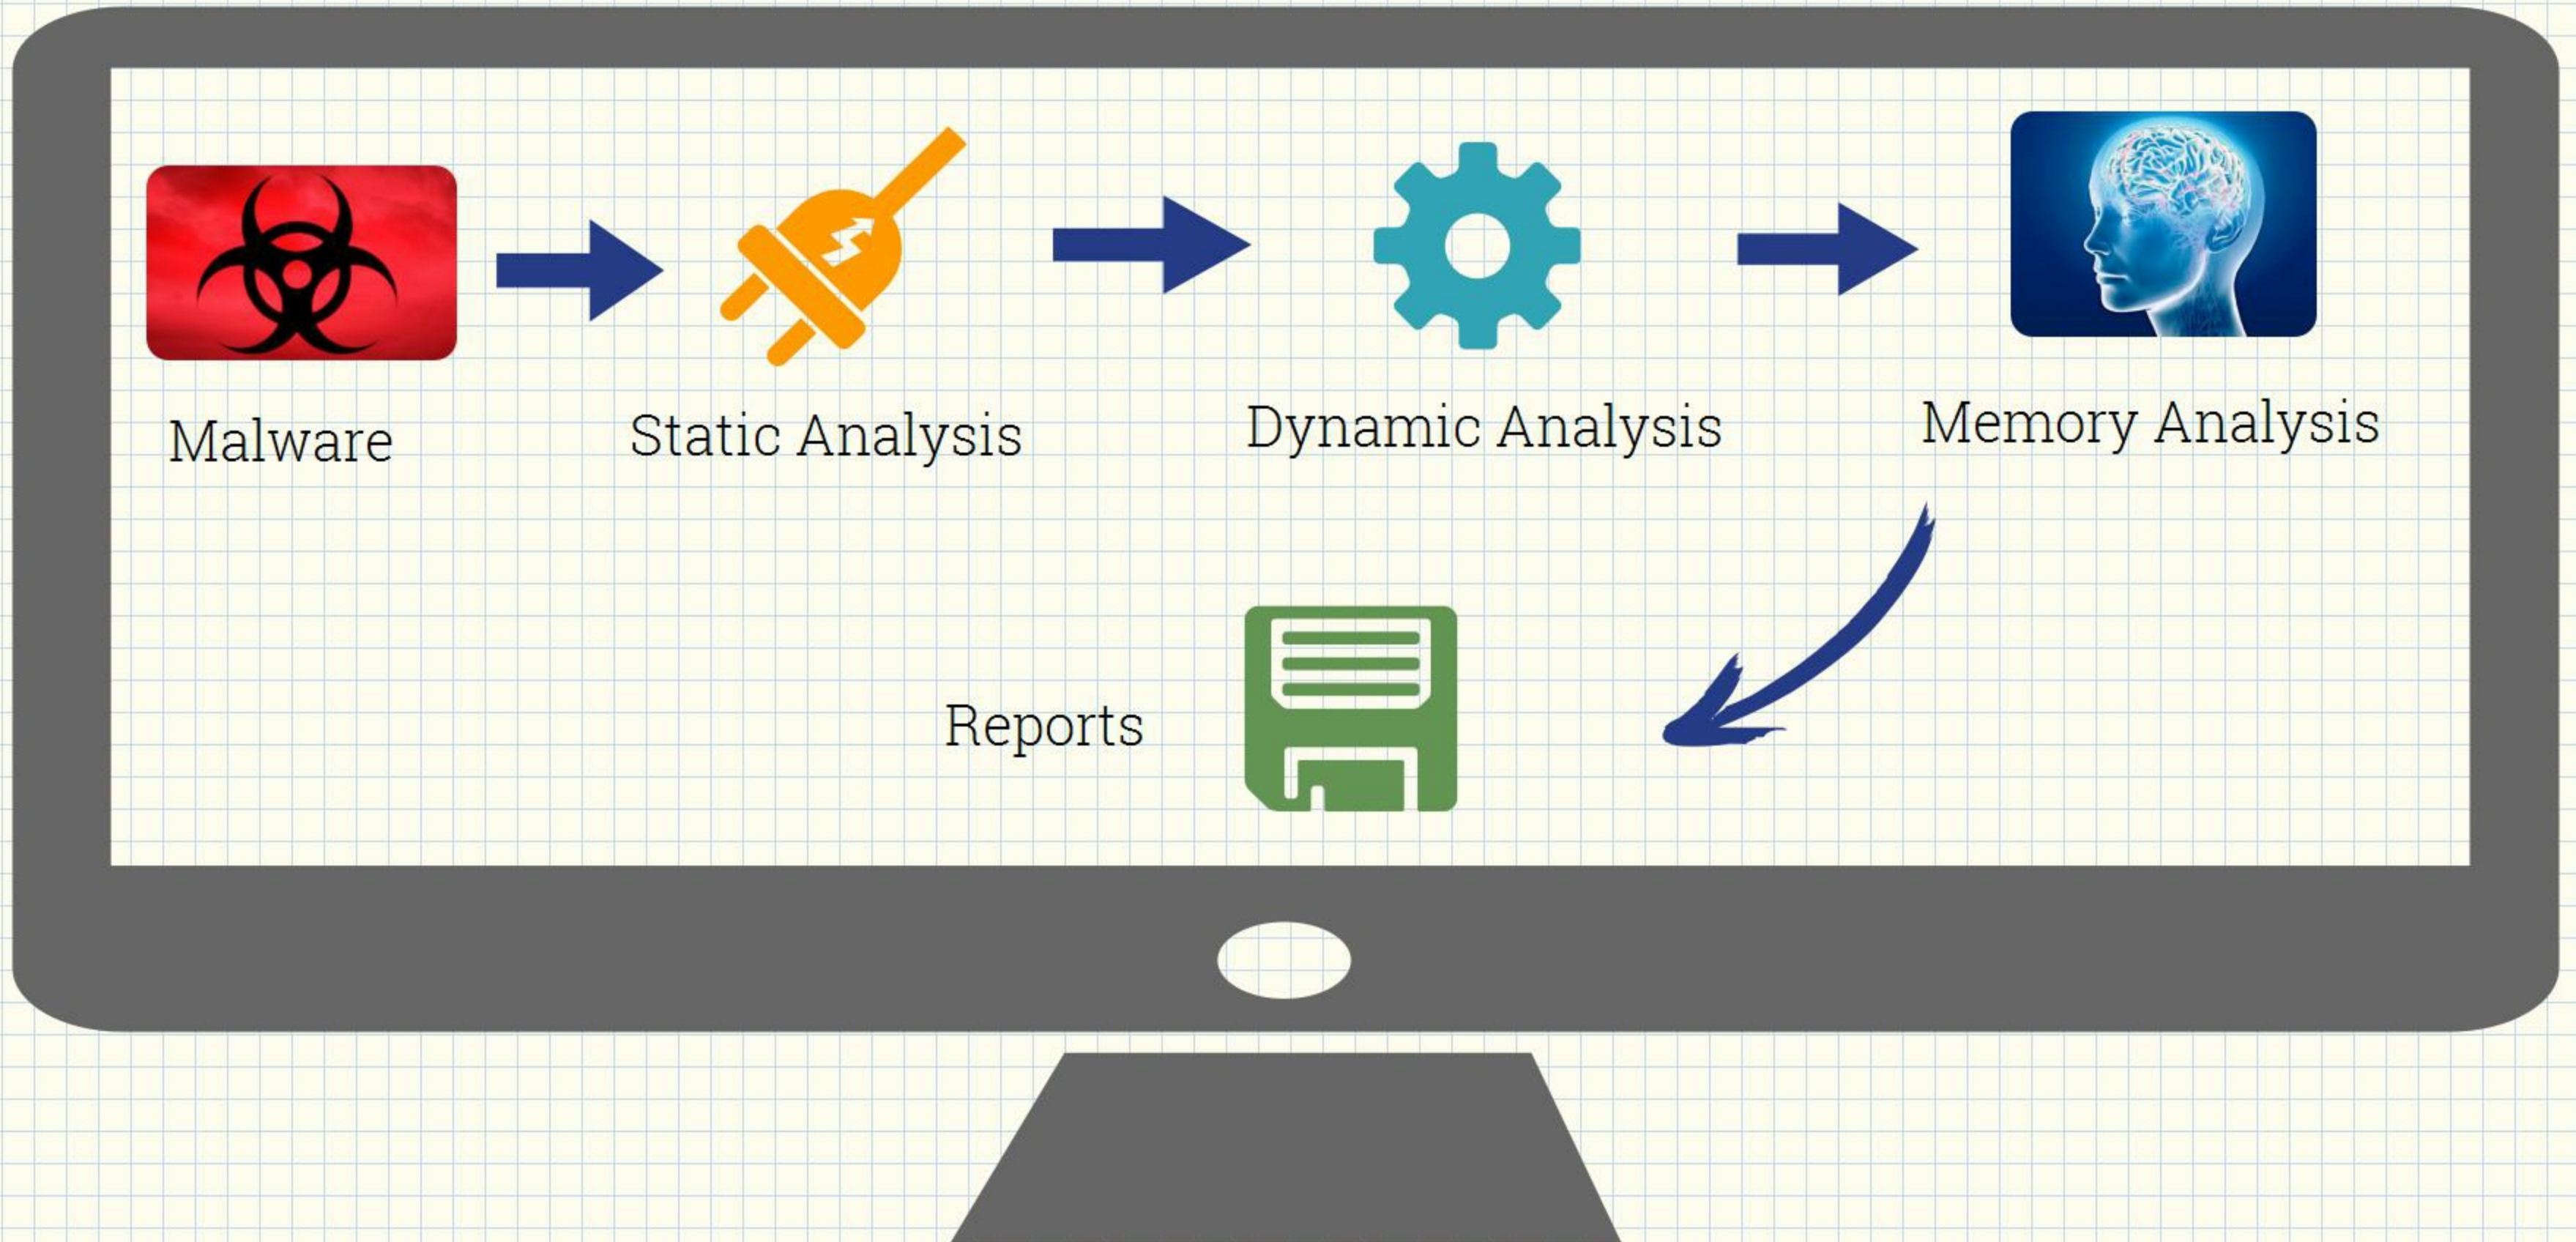 Malware
Static Analysis
Dynamic Analysis
Memory Analysis
Reports